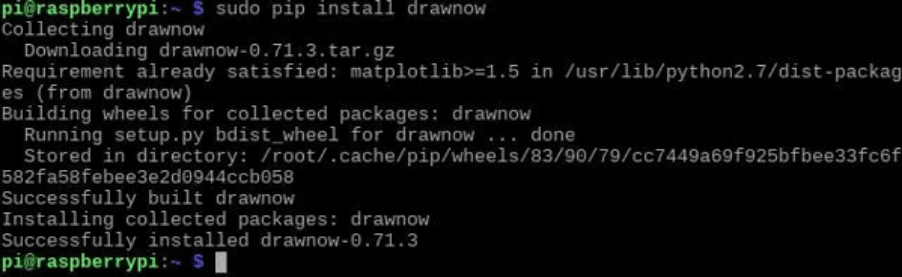 pi@raspberrypi:~ $ sudo pip install drawnow
Collecting drawnow
  Downloading drawnow-0.71.3.tar.gz
Requirement already satisfied: matplotlib>=1.5 in /usr/lib/python2.7/dist-packag
es (from drawnow)
Building wheels for collected packages: drawnow
  Running setup.py bdist_wheel for drawnow ... done
  Stored in directory: /root/.cache/pip/wheels/83/90/79/cc7449a69f925bfbee33fc6f
582fa58febee3e2d0944ccb058
Successfully built drawnow
Installing collected packages: drawnow
Successfully installed drawnow-0.71.3
pi@raspberrypi:~ $